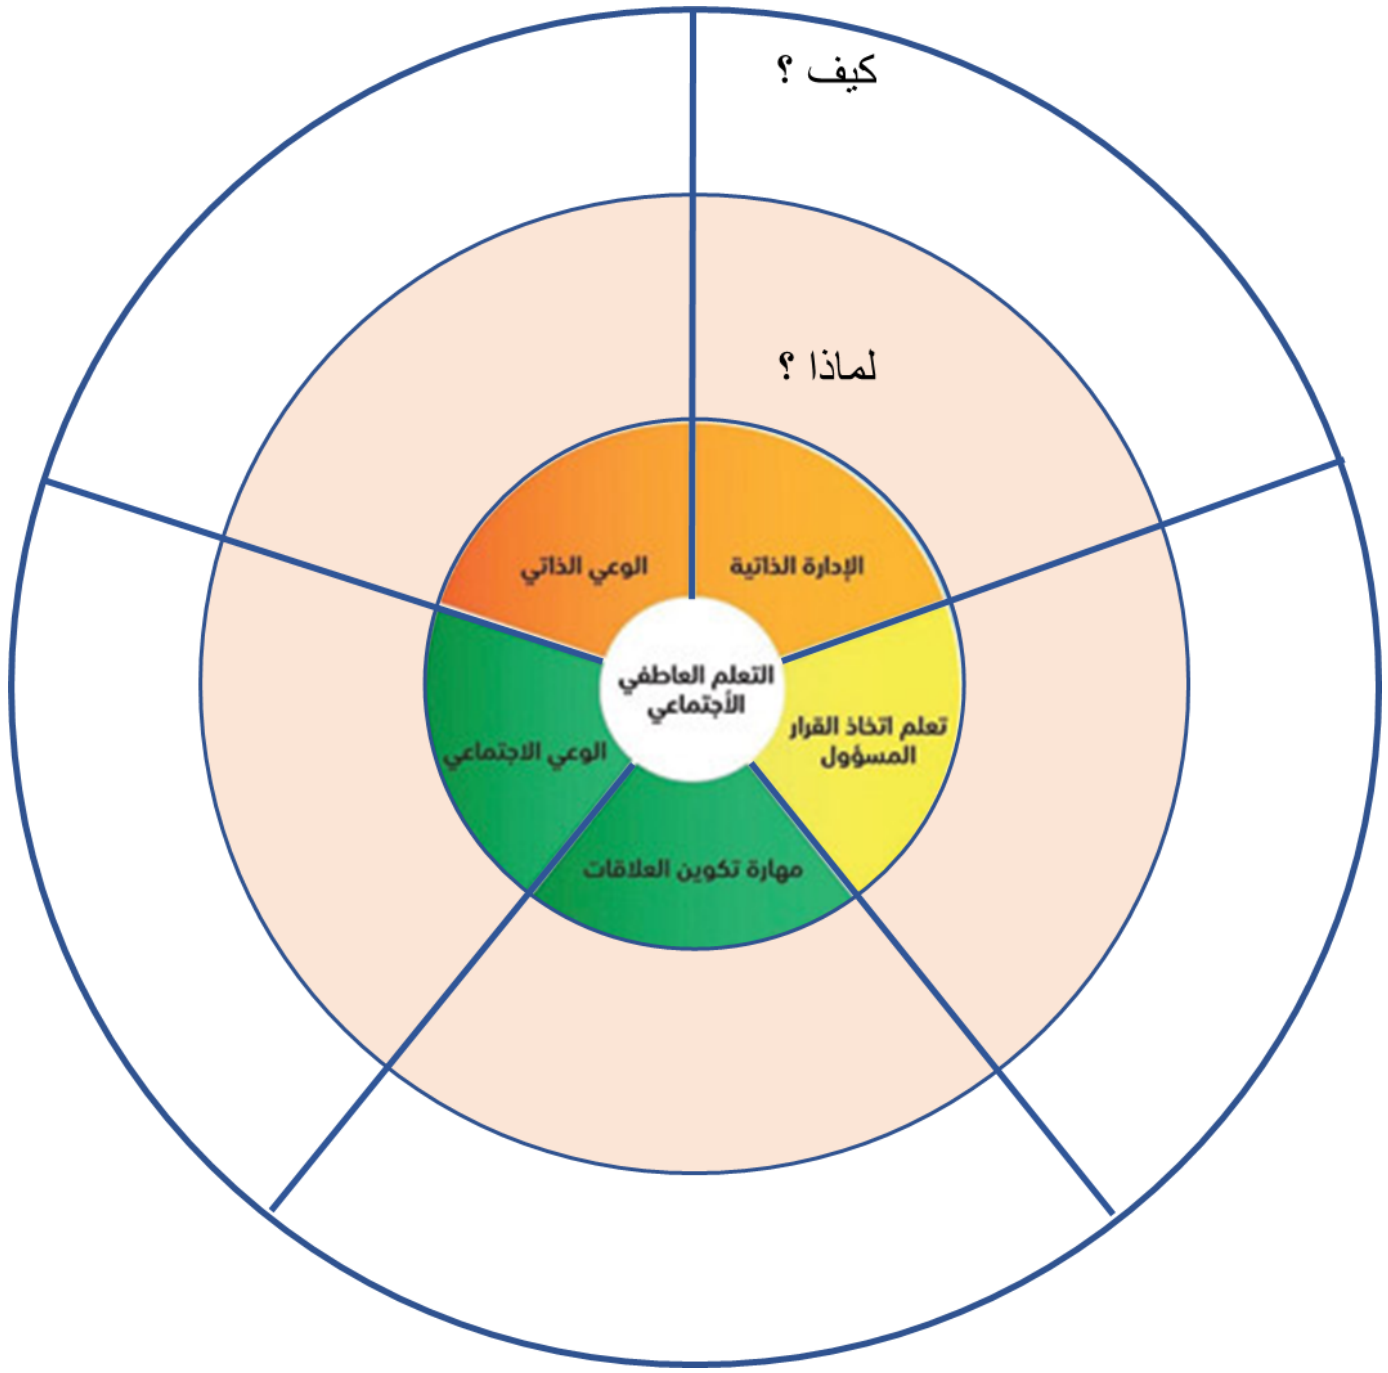 كيف ؟
لماذا ؟
الوعي الذاتي
الإدارة الذاتية
التعلم العاطفي
الأجتماعي
تعلم اتخاذ القرار
المسؤول
الوعي الاجتماعي
مهارة تكوين العلاقات